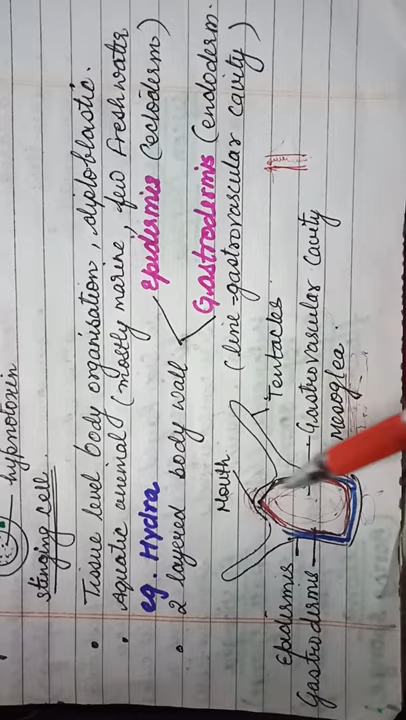 hypnotoxin
stinging cell.
• Tissue level body organisation, diploblastic.
• Aquatic animal (mostly marine, few freshwater
eg. Hydra
• 2 layered body wall
epidermis (ectoderm)
Gastrodermis (endoderm.
(line-gastrovascular cavity)
Mouth
Tentacles
Epidermis
Gastrodermis
Gastrovascular cavity
mesoglea.